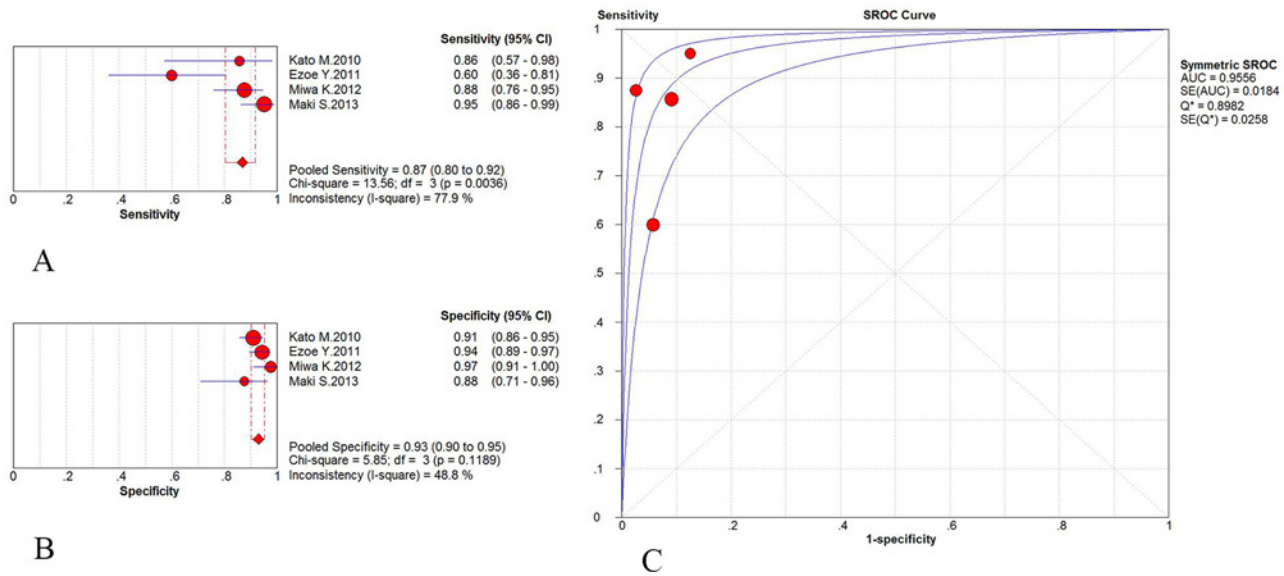 Sensitivity (95% CI)
Kato M.2010 0.86 (0.57 - 0.98)
Ezoe Y.2011 0.60 (0.36 - 0.81)
Miwa K.2012 0.88 (0.76 - 0.95)
Maki S.2013 0.95 (0.86 - 0.99)
Pooled Sensitivity = 0.87 (0.80 to 0.92)
Chi-square = 13.56; df = 3 (p = 0.0036)
Inconsistency (I-square) = 77.9 %
0 .2 .4 .6 .8 1
Sensitivity
A
Specificity (95% CI)
Kato M.2010 0.91 (0.86 - 0.95)
Ezoe Y.2011 0.94 (0.89 - 0.97)
Miwa K.2012 0.97 (0.91 - 1.00)
Maki S.2013 0.88 (0.71 - 0.96)
Pooled Specificity = 0.93 (0.90 to 0.95)
Chi-square = 5.85; df = 3 (p = 0.1189)
Inconsistency (I-square) = 48.8 %
0 .2 .4 .6 .8 1
Specificity
B
Sensitivity SROC Curve
1
.9
.8
.7
.6
.5
.4
.3
.2
.1
0
0 .2 .4 .6 .8 1
1-specificity
Symmetric SROC
AUC = 0.9556
SE(AUC) = 0.0184
Q* = 0.8982
SE(Q*) = 0.0258
C